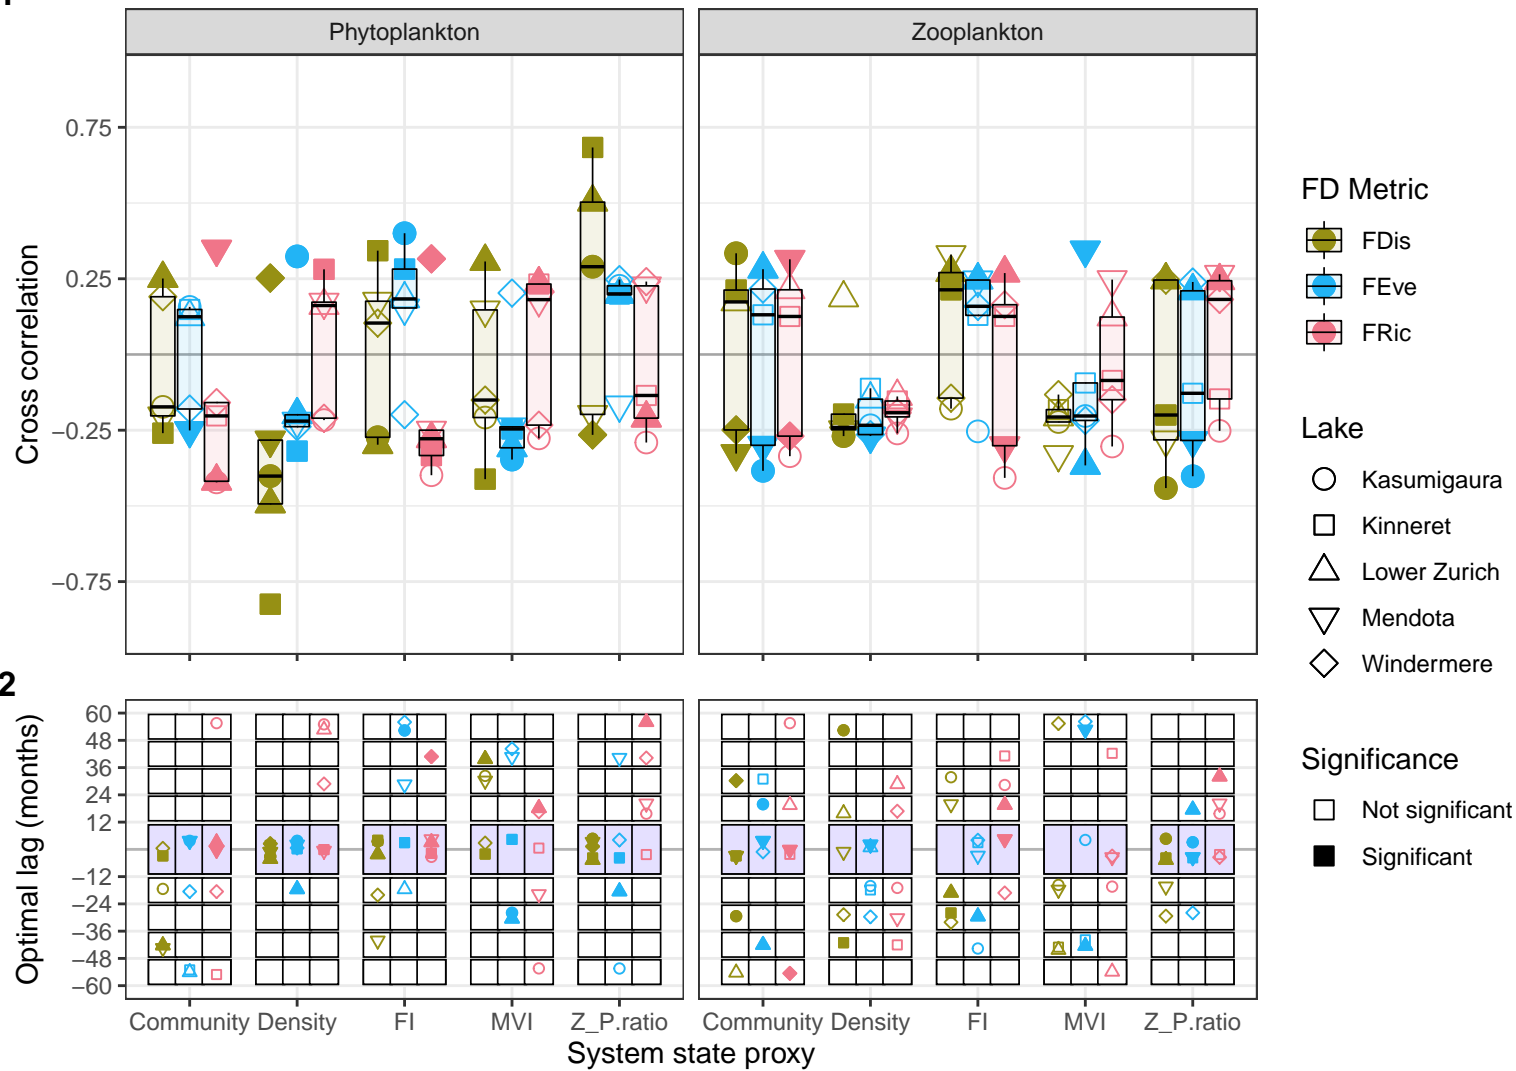 Phytoplankton
Zooplankton
Cross correlation
0.75
0.25
−0.25
−0.75
FD Metric
FDis
FEve
FRic
Lake
Kasumigaura
Kinneret
Lower Zurich
Mendota
Windermere
Significance
Not significant
Significant
2
Optimal lag (months)
60
48
36
24
12
−12
−24
−36
−48
−60
Community Density FI MVI Z_P.ratio
Community Density FI MVI Z_P.ratio
System state proxy